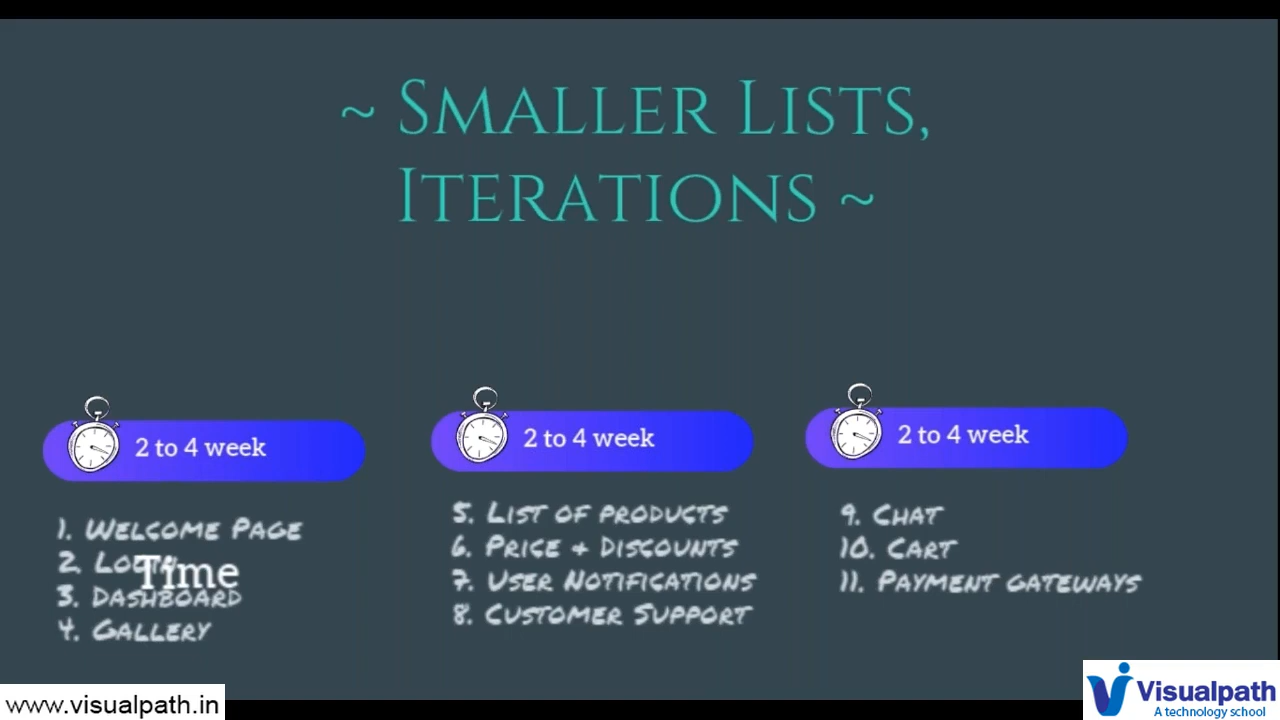 ~ Smaller Lists,
Iterations ~
2 to 4 week
1. Welcome Page
2. Login
3. Dashboard
4. Gallery
Time
2 to 4 week
5. List of products
6. Price + Discounts
7. User Notifications
8. Customer Support
2 to 4 week
9. Chat
10. Cart
11. Payment gateways
www.visualpath.in
Visualpath
A technology school